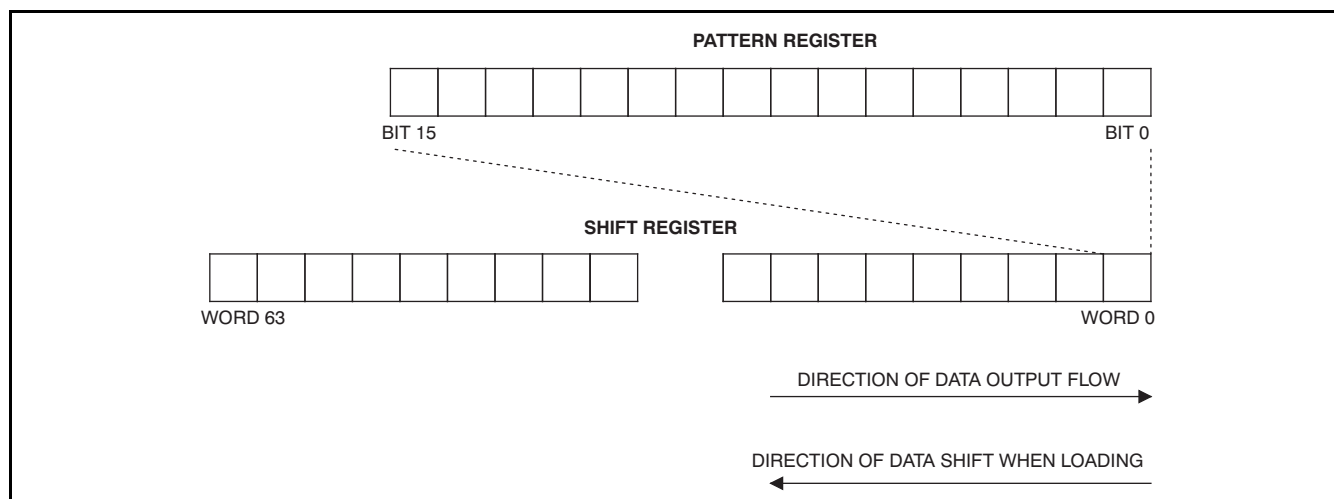 PATTERN REGISTER
BIT 15 BIT 0
SHIFT REGISTER
WORD 63 WORD 0
DIRECTION OF DATA OUTPUT FLOW
DIRECTION OF DATA SHIFT WHEN LOADING